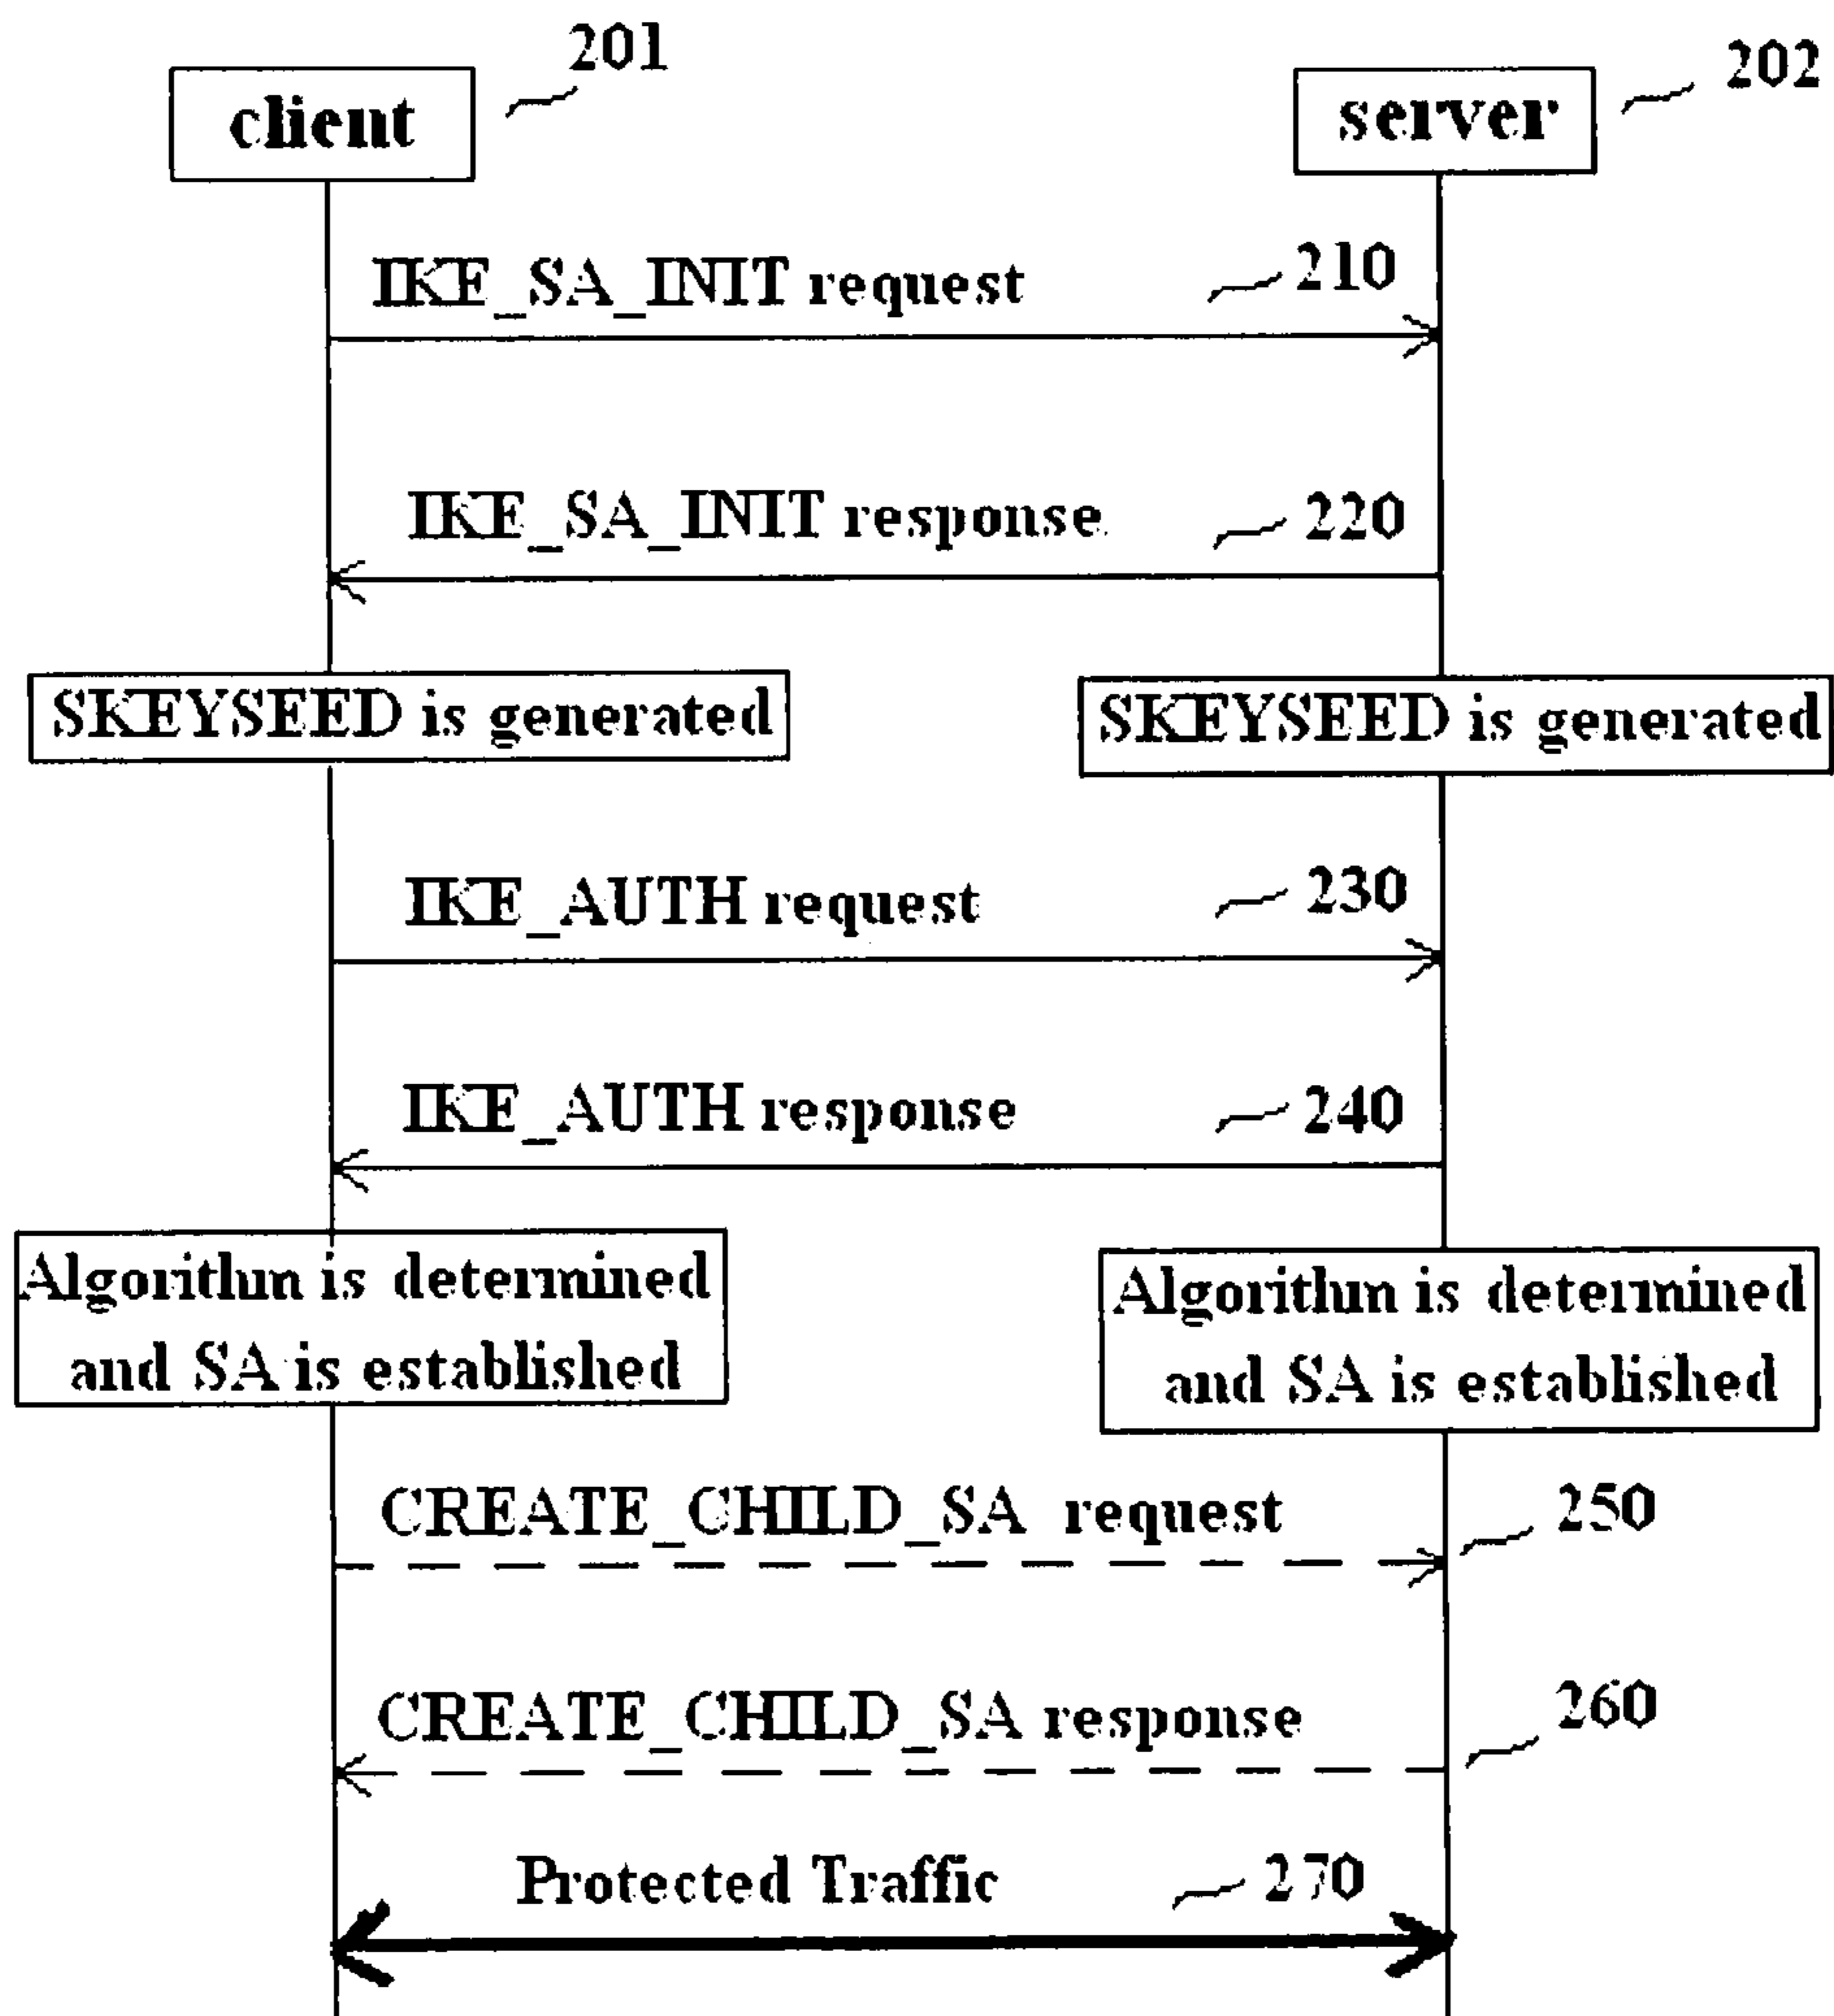 201
client
202
server
IKE_SA_INIT request
210
IKE_SA_INIT response
220
SKEYSEED is generated
SKEYSEED is generated
IKE_AUTH request
230
IKE_AUTH response
240
Algorithm is determined
and SA is established
Algorithm is determined
and SA is established
CREATE_CHILD_SA request
250
CREATE_CHILD_SA response
260
Protected Traffic
270